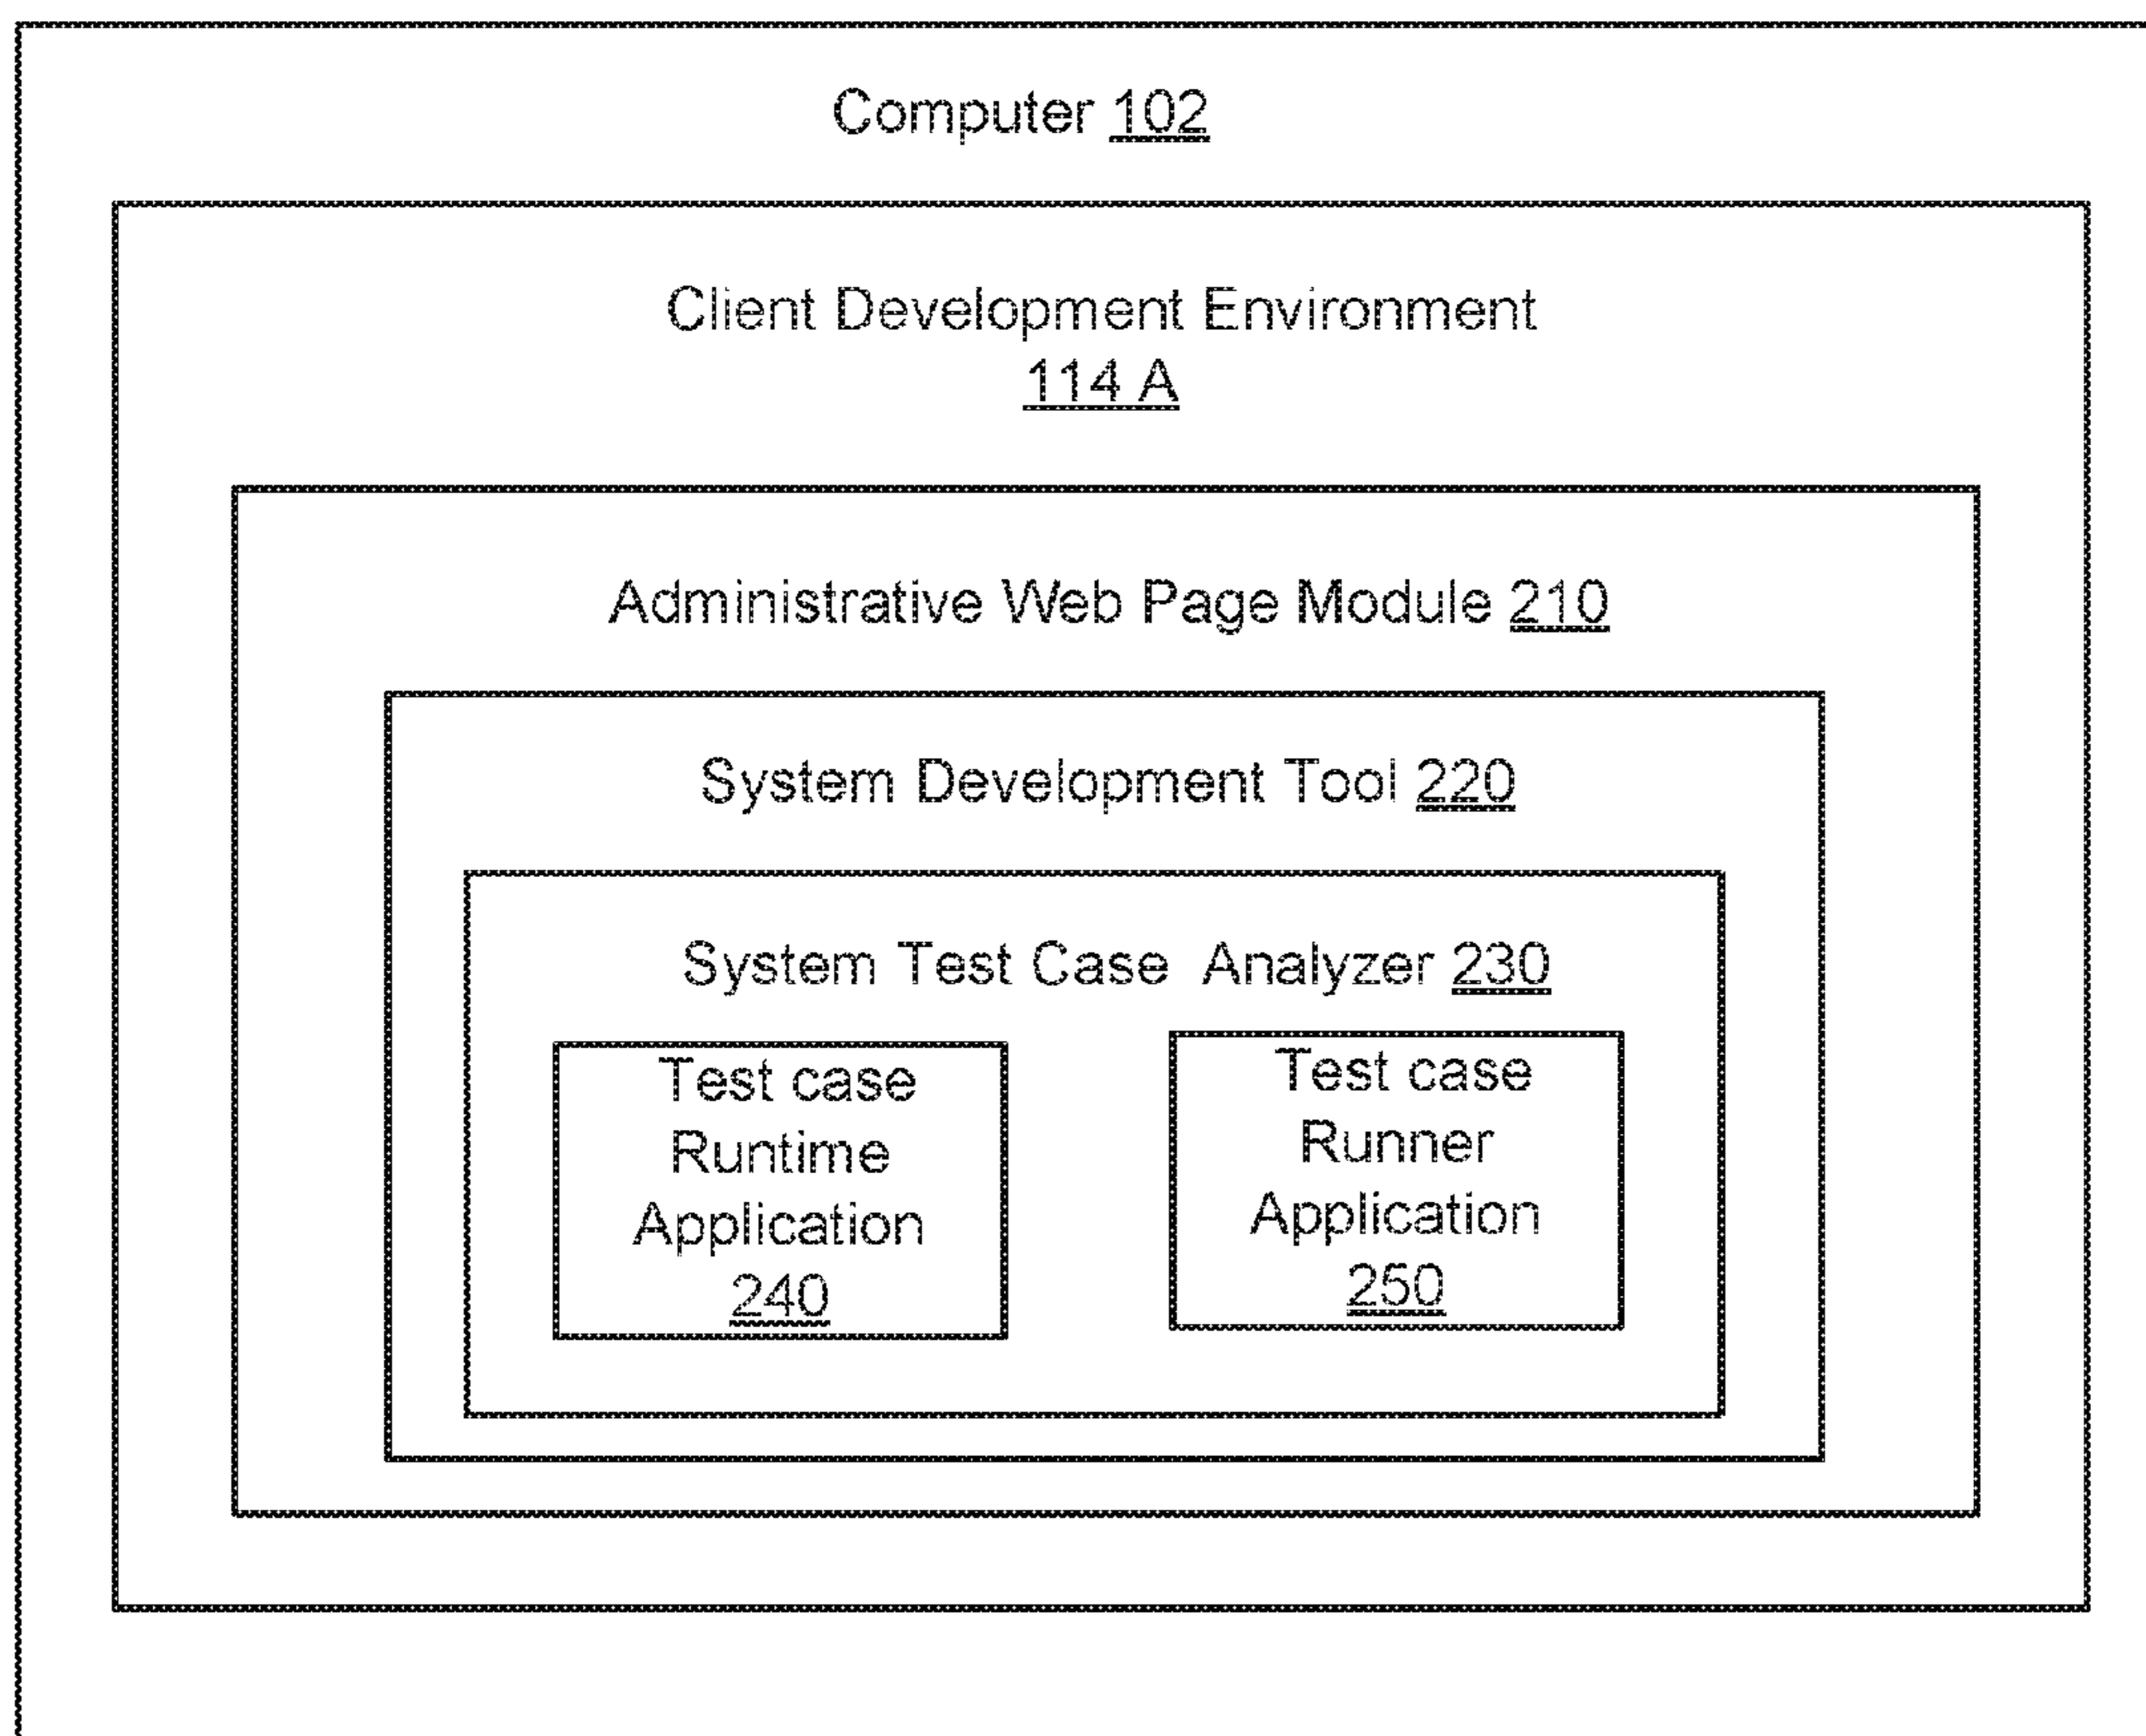 Computer 102
Client Development Environment
114 A
Administrative Web Page Module 210
System Development Tool 220
System Test Case Analyzer 230
Test case
Runtime
Application
240
Test case
Runner
Application
250